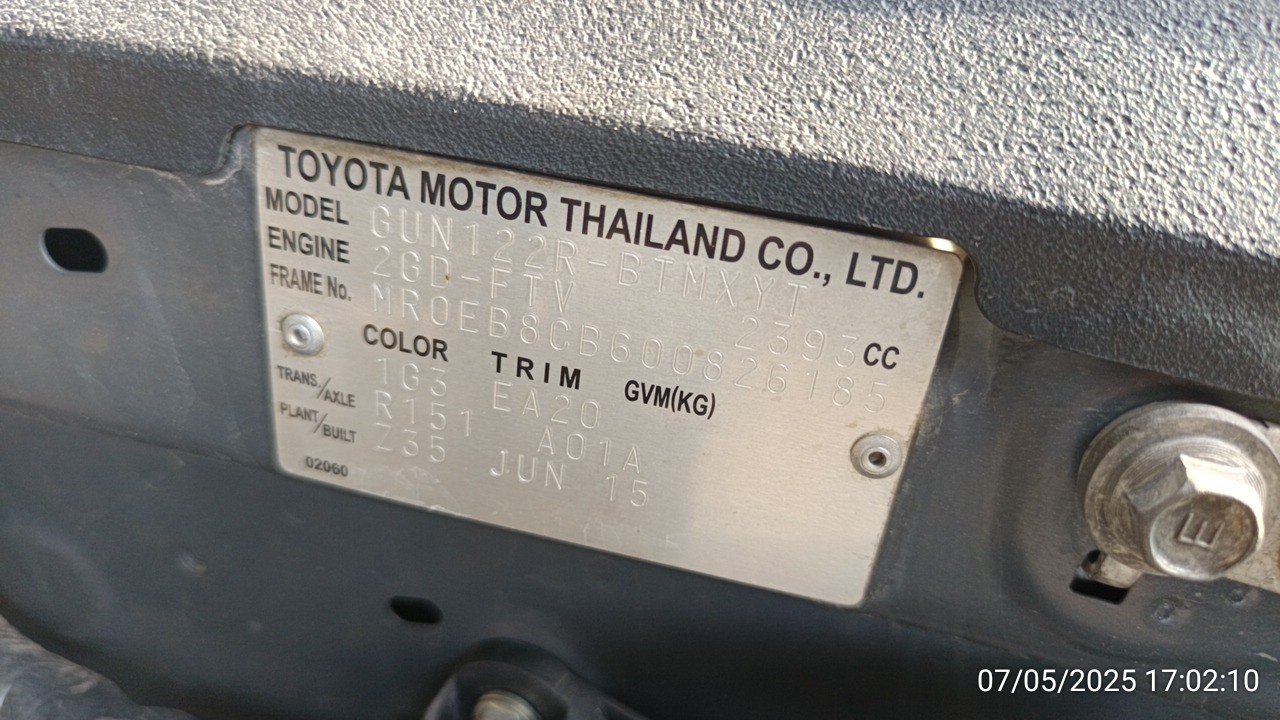 TOYOTA MOTOR THAILAND CO., LTD.
MODEL GUN122R-BTMXYT
ENGINE 2GD-FTV 2393 CC
FRAME No. MR0EB8CB600826185
COLOR TRIM GVM(KG)
1G3 EA20
TRANS./AXLE R151 A01A
PLANT/BUILT Z35 JUN 15
02060
E
07/05/2025 17:02:10